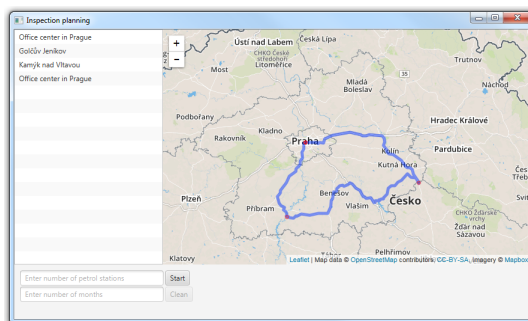 Inspection planning
Office center in Prague
Golčův Jeníkov
Kamýk nad Vltavou
Office center in Prague
+
−
Ústí nad Labem
Česká Lípa
CHKO České
středohoří
Litoměřice
Most
Trutnov
35
Mladá
Boleslav
Náchod
Podbořany
Hradec Králové
Kladno
Rakovník
Praha
Kolín
Pardubice
Kutná Hora
Plzeň
Benešov
Vlašim
Česko
Příbram
CHKO Žďárské
vrchy
Žďar nad
Sázavou
Tábor
Pelhřimov
Klatovy
Leaflet | Map data © OpenStreetMap contributors, CC-BY-SA, Imagery © Mapbox
Enter number of petrol stations
Start
Enter number of months
Clean